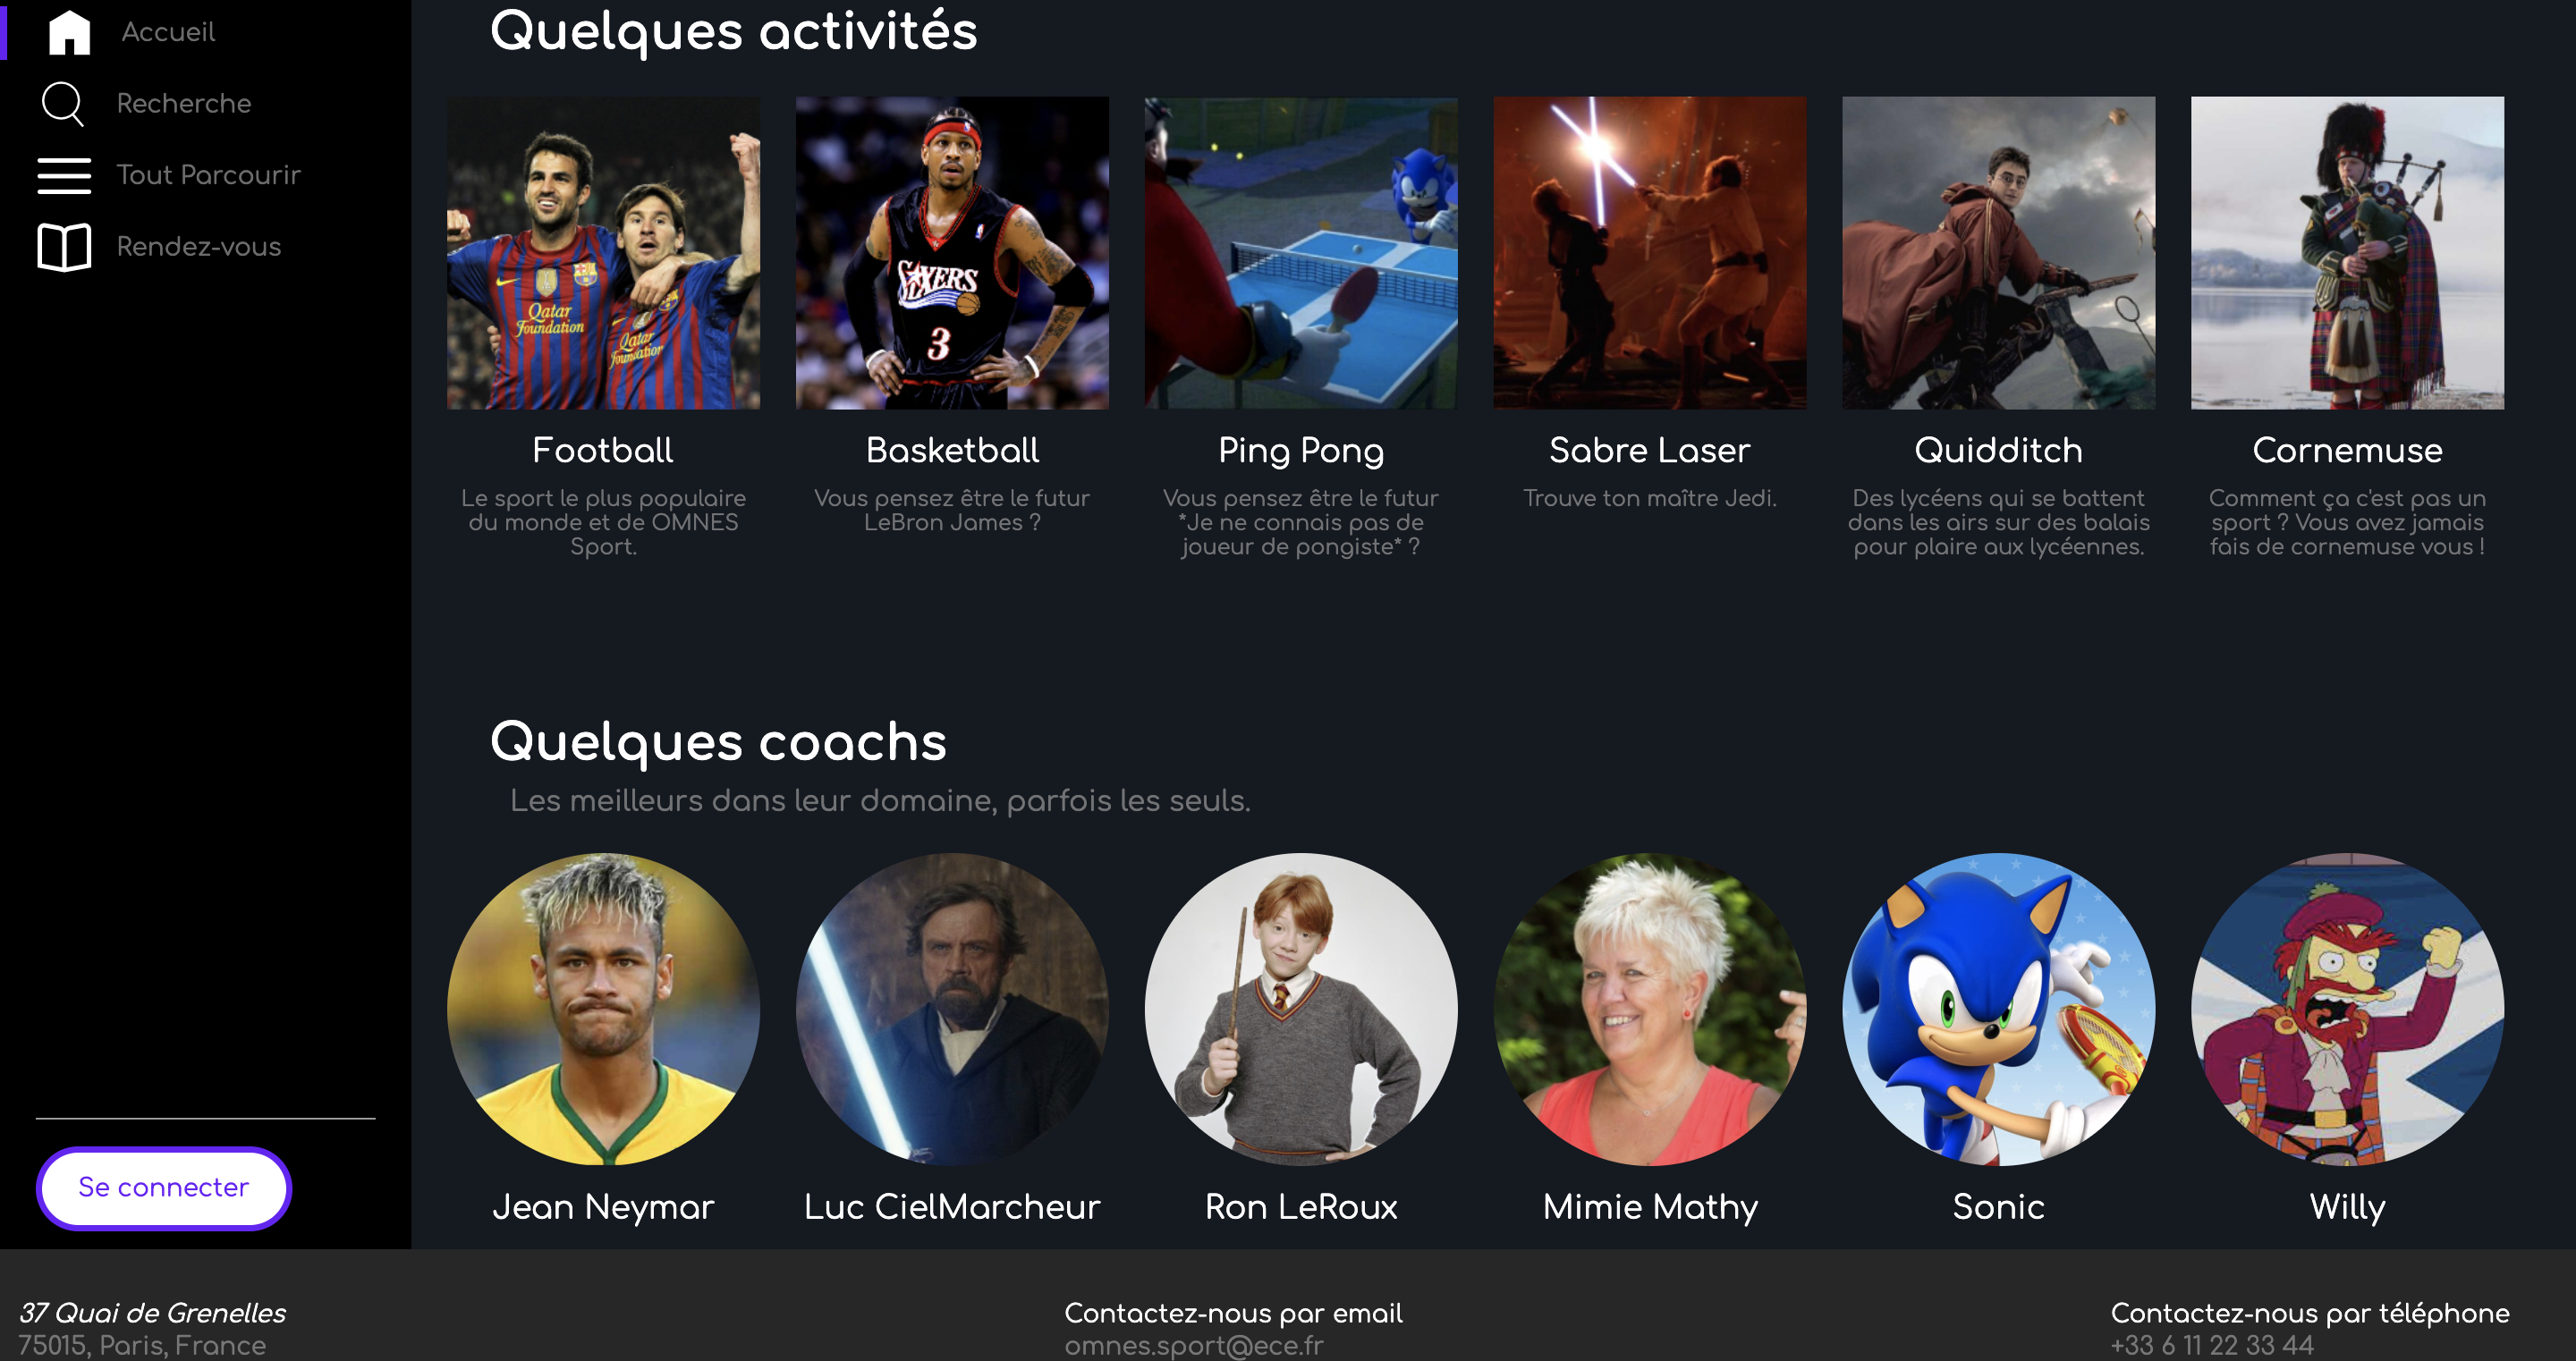 Accueil
Recherche
Tout Parcourir
Rendez-vous
Se connecter
Quelques activités
Qatar
Foundation
Qatar
Foundation
SIXERS
3
Football
Le sport le plus populaire
du monde et de OMNES
Sport.
Basketball
Vous pensez être le futur
LeBron James ?
Ping Pong
Vous pensez être le futur
*Je ne connais pas de
joueur de pongiste* ?
Sabre Laser
Trouve ton maître Jedi.
Quidditch
Des lycéens qui se battent
dans les airs sur des balais
pour plaire aux lycéennes.
Cornemuse
Comment ça c'est pas un
sport ? Vous avez jamais
fais de cornemuse vous !
Quelques coachs
Les meilleurs dans leur domaine, parfois les seuls.
Jean Neymar
Luc CielMarcheur
Ron LeRoux
Mimie Mathy
Sonic
Willy
37 Quai de Grenelles
75015, Paris, France
Contactez-nous par email
omnes.sport@ece.fr
Contactez-nous par téléphone
+33 6 11 22 33 44